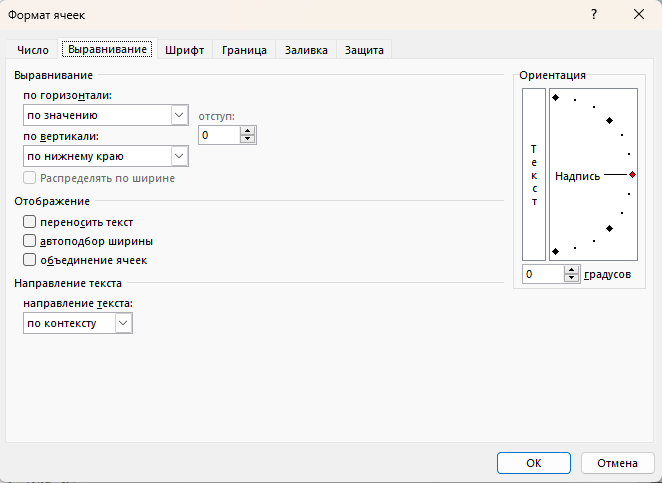 Формат ячеек ? ✕
Число Выравнивание Шрифт Граница Заливка Защита
Выравнивание
по горизонтали:
по значению
отступ:
0
по вертикали:
по нижнему краю
Распределять по ширине
Отображение
переносить текст
автоподбор ширины
объединение ячеек
Направление текста
направление текста:
по контексту
Ориентация
Текст
Надпись
0 градусов
ОК Отмена